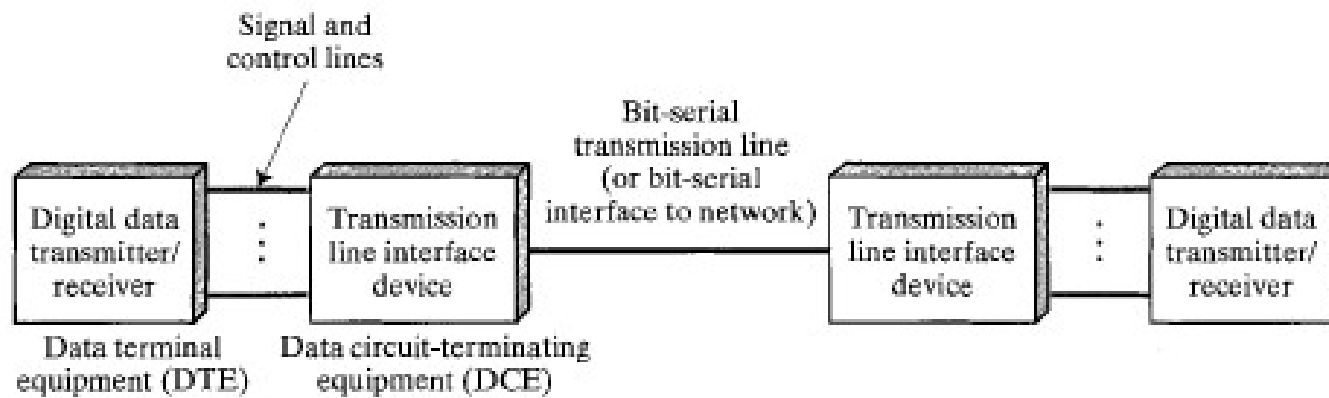 Signal and
control lines
Bit-serial
transmission line
(or bit-serial
interface to network)
Digital data
transmitter/
receiver
Transmission
line interface
device
Transmission
line interface
device
Digital data
transmitter/
receiver
Data terminal
equipment (DTE)
Data circuit-terminating
equipment (DCE)